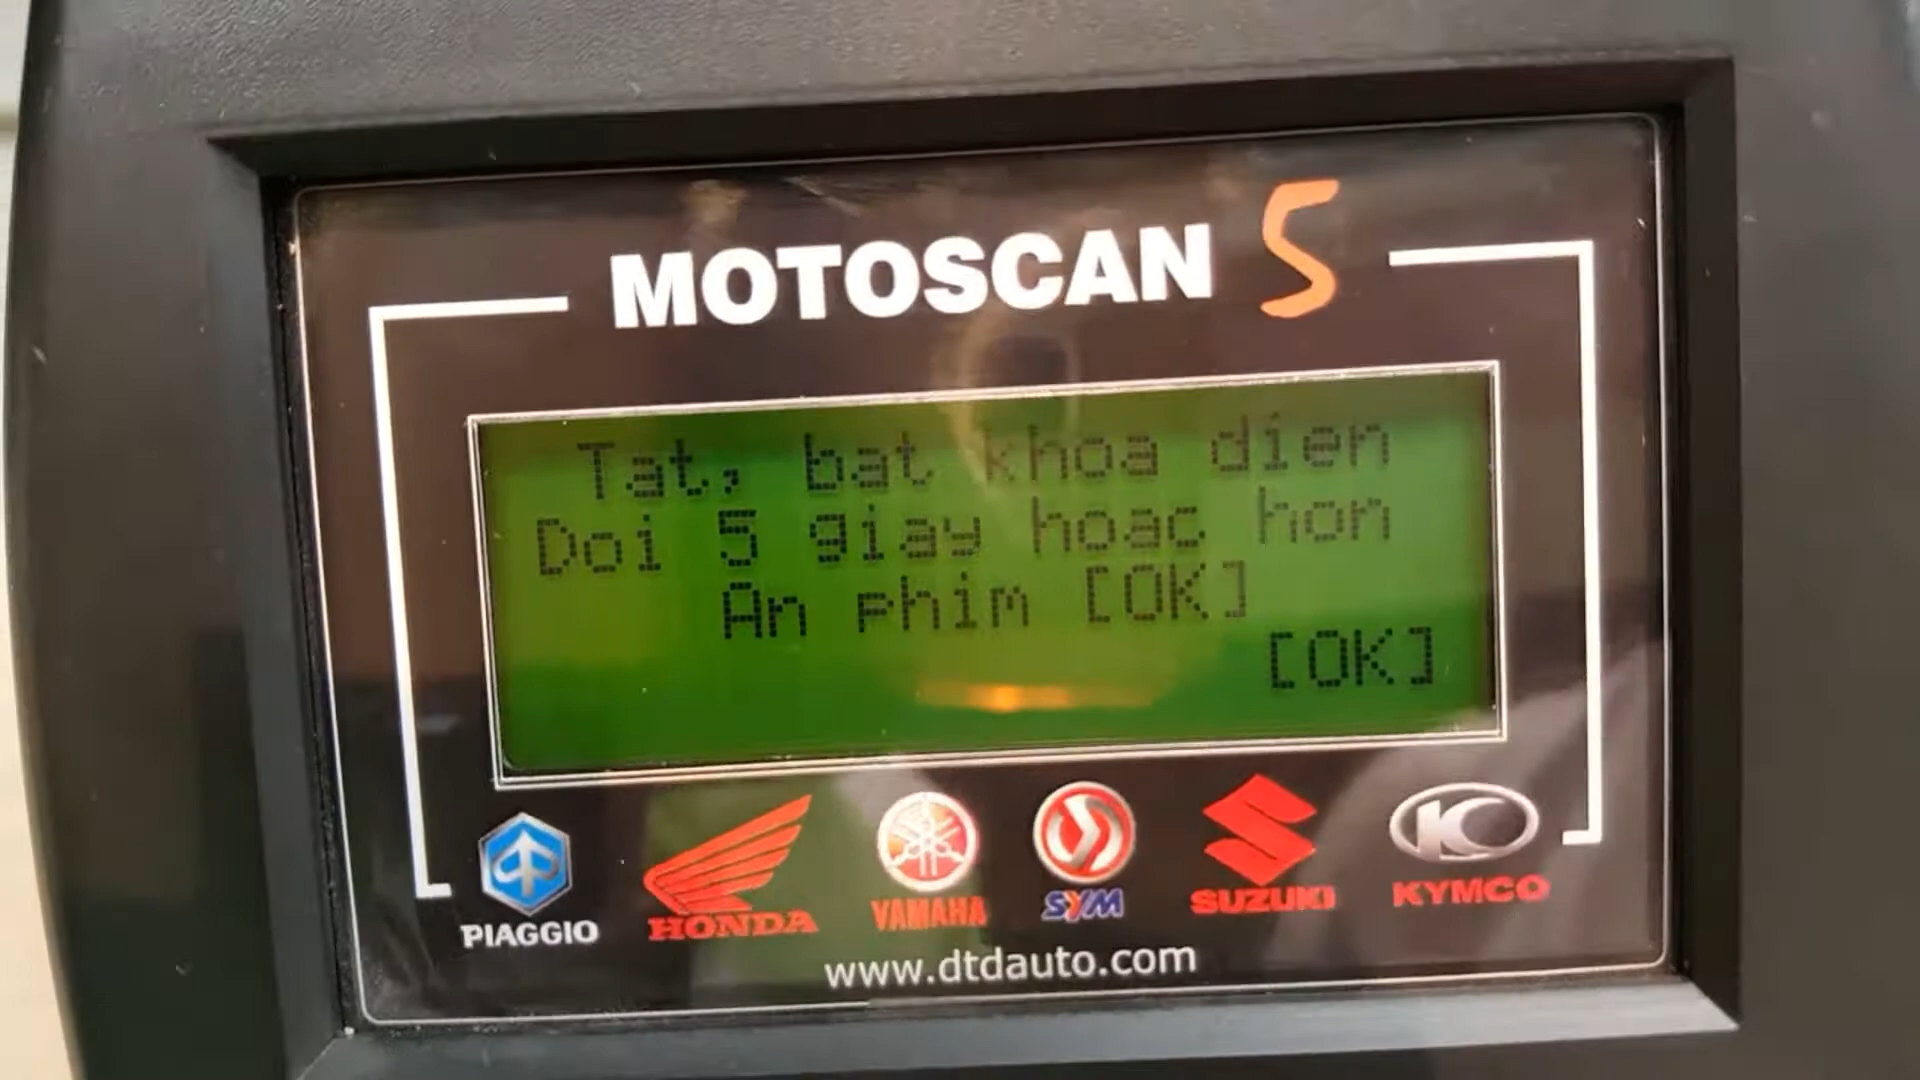 MOTOSCAN 5
Tat, bat khoa dien
Doi 5 giay hoac hon
An phim [OK]
[OK]
PIAGGIO
HONDA
YAMAHA
SYM
SUZUKI
KYMCO
www.dtdauto.com